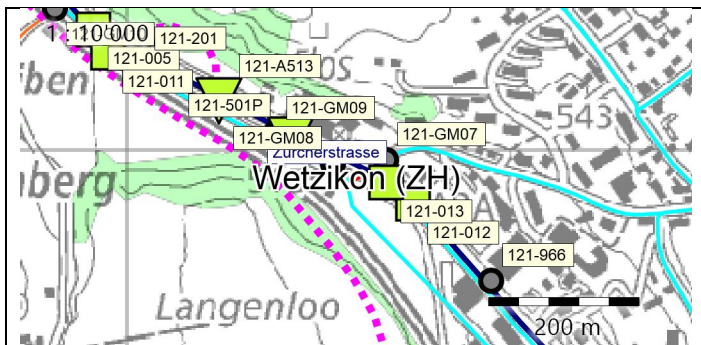 1:10'000
121-201
121-005
121-A513
121-011
121-501P
121-GM09
121-GM08
121-GM07
Zürcherstrasse
Wetzikon (ZH)
543
121-013
121-012
121-966
Langenloo
200 m